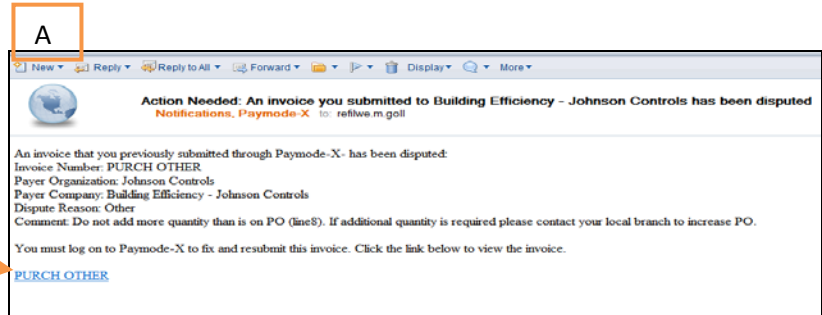 A
New Reply Reply to All Forward Display More
Action Needed: An invoice you submitted to Building Efficiency - Johnson Controls has been disputed
Notifications, Paymode-X to: refilwe.m.goll
An invoice that you previously submitted through Paymode-X- has been disputed:
Invoice Number: PURCH OTHER
Payer Organization: Johnson Controls
Payer Company: Building Efficiency - Johnson Controls
Dispute Reason: Other
Comment: Do not add more quantity than is on PO (line8). If additional quantity is required please contact your local branch to increase PO.
You must log on to Paymode-X to fix and resubmit this invoice. Click the link below to view the invoice.
PURCH OTHER